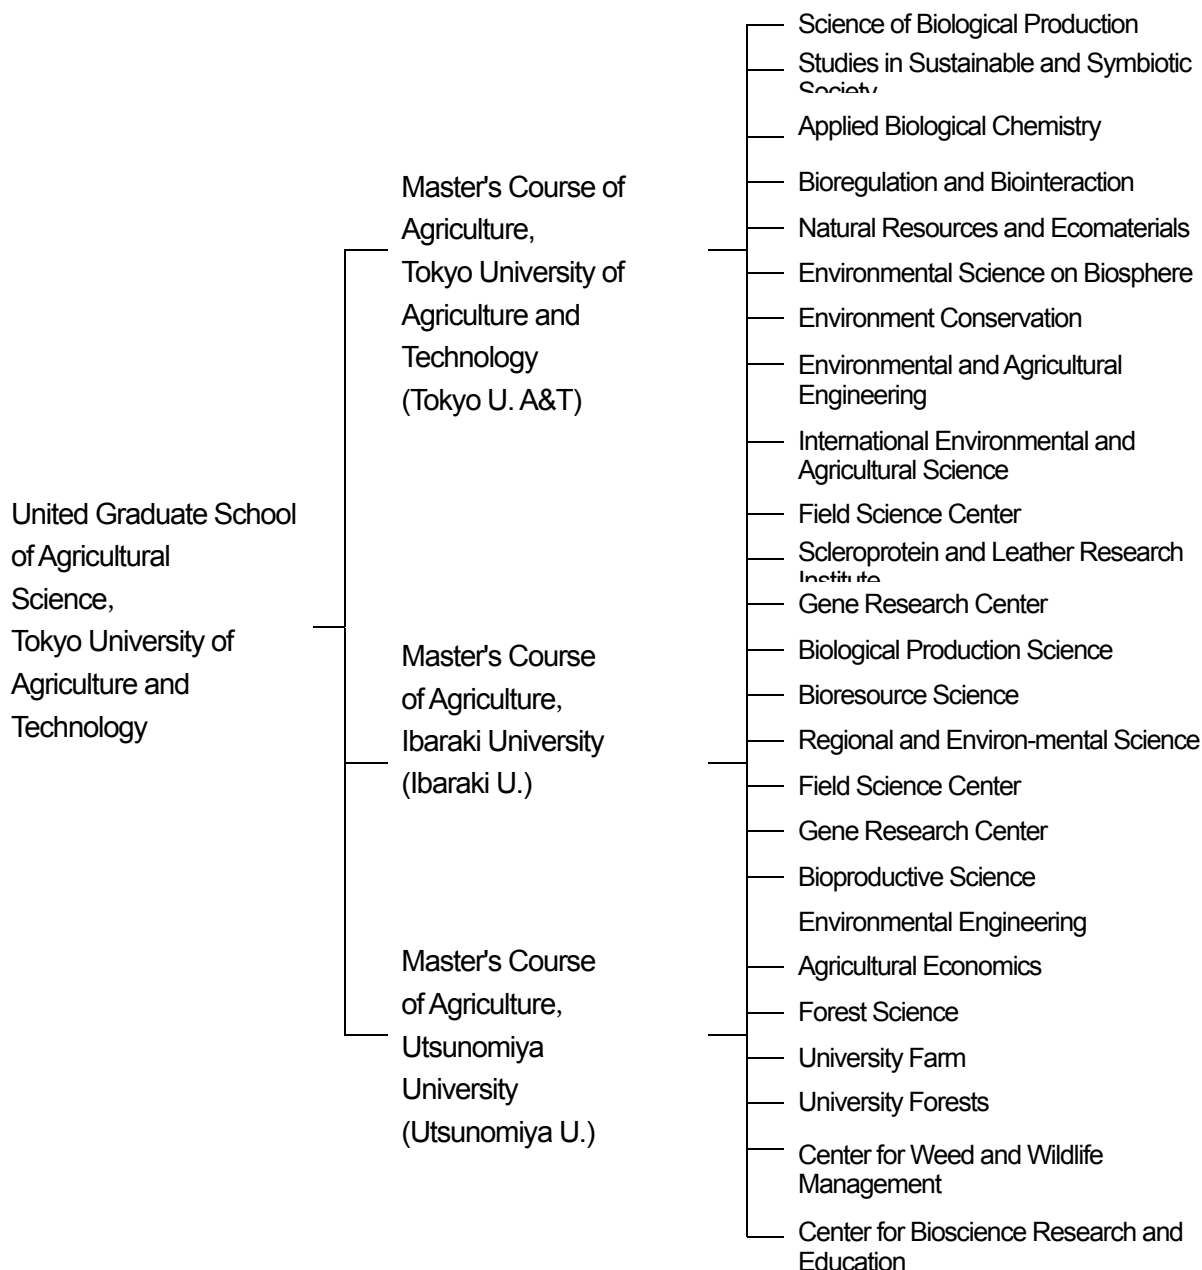 United Graduate School
of Agricultural
Science,
Tokyo University of
Agriculture and
Technology
Master's Course of
Agriculture,
Tokyo University of
Agriculture and
Technology
(Tokyo U. A&T)
Master's Course
of Agriculture,
Ibaraki University
(Ibaraki U.)
Master's Course
of Agriculture,
Utsunomiya
University
(Utsunomiya U.)
Science of Biological Production
Studies in Sustainable and Symbiotic
Society
Applied Biological Chemistry
Bioregulation and Biointeraction
Natural Resources and Ecomaterials
Environmental Science on Biosphere
Environment Conservation
Environmental and Agricultural
Engineering
International Environmental and
Agricultural Science
Field Science Center
Scleroprotein and Leather Research
Institute
Gene Research Center
Biological Production Science
Bioresource Science
Regional and Environ-mental Science
Field Science Center
Gene Research Center
Bioproductive Science
Environmental Engineering
Agricultural Economics
Forest Science
University Farm
University Forests
Center for Weed and Wildlife
Management
Center for Bioscience Research and
Education